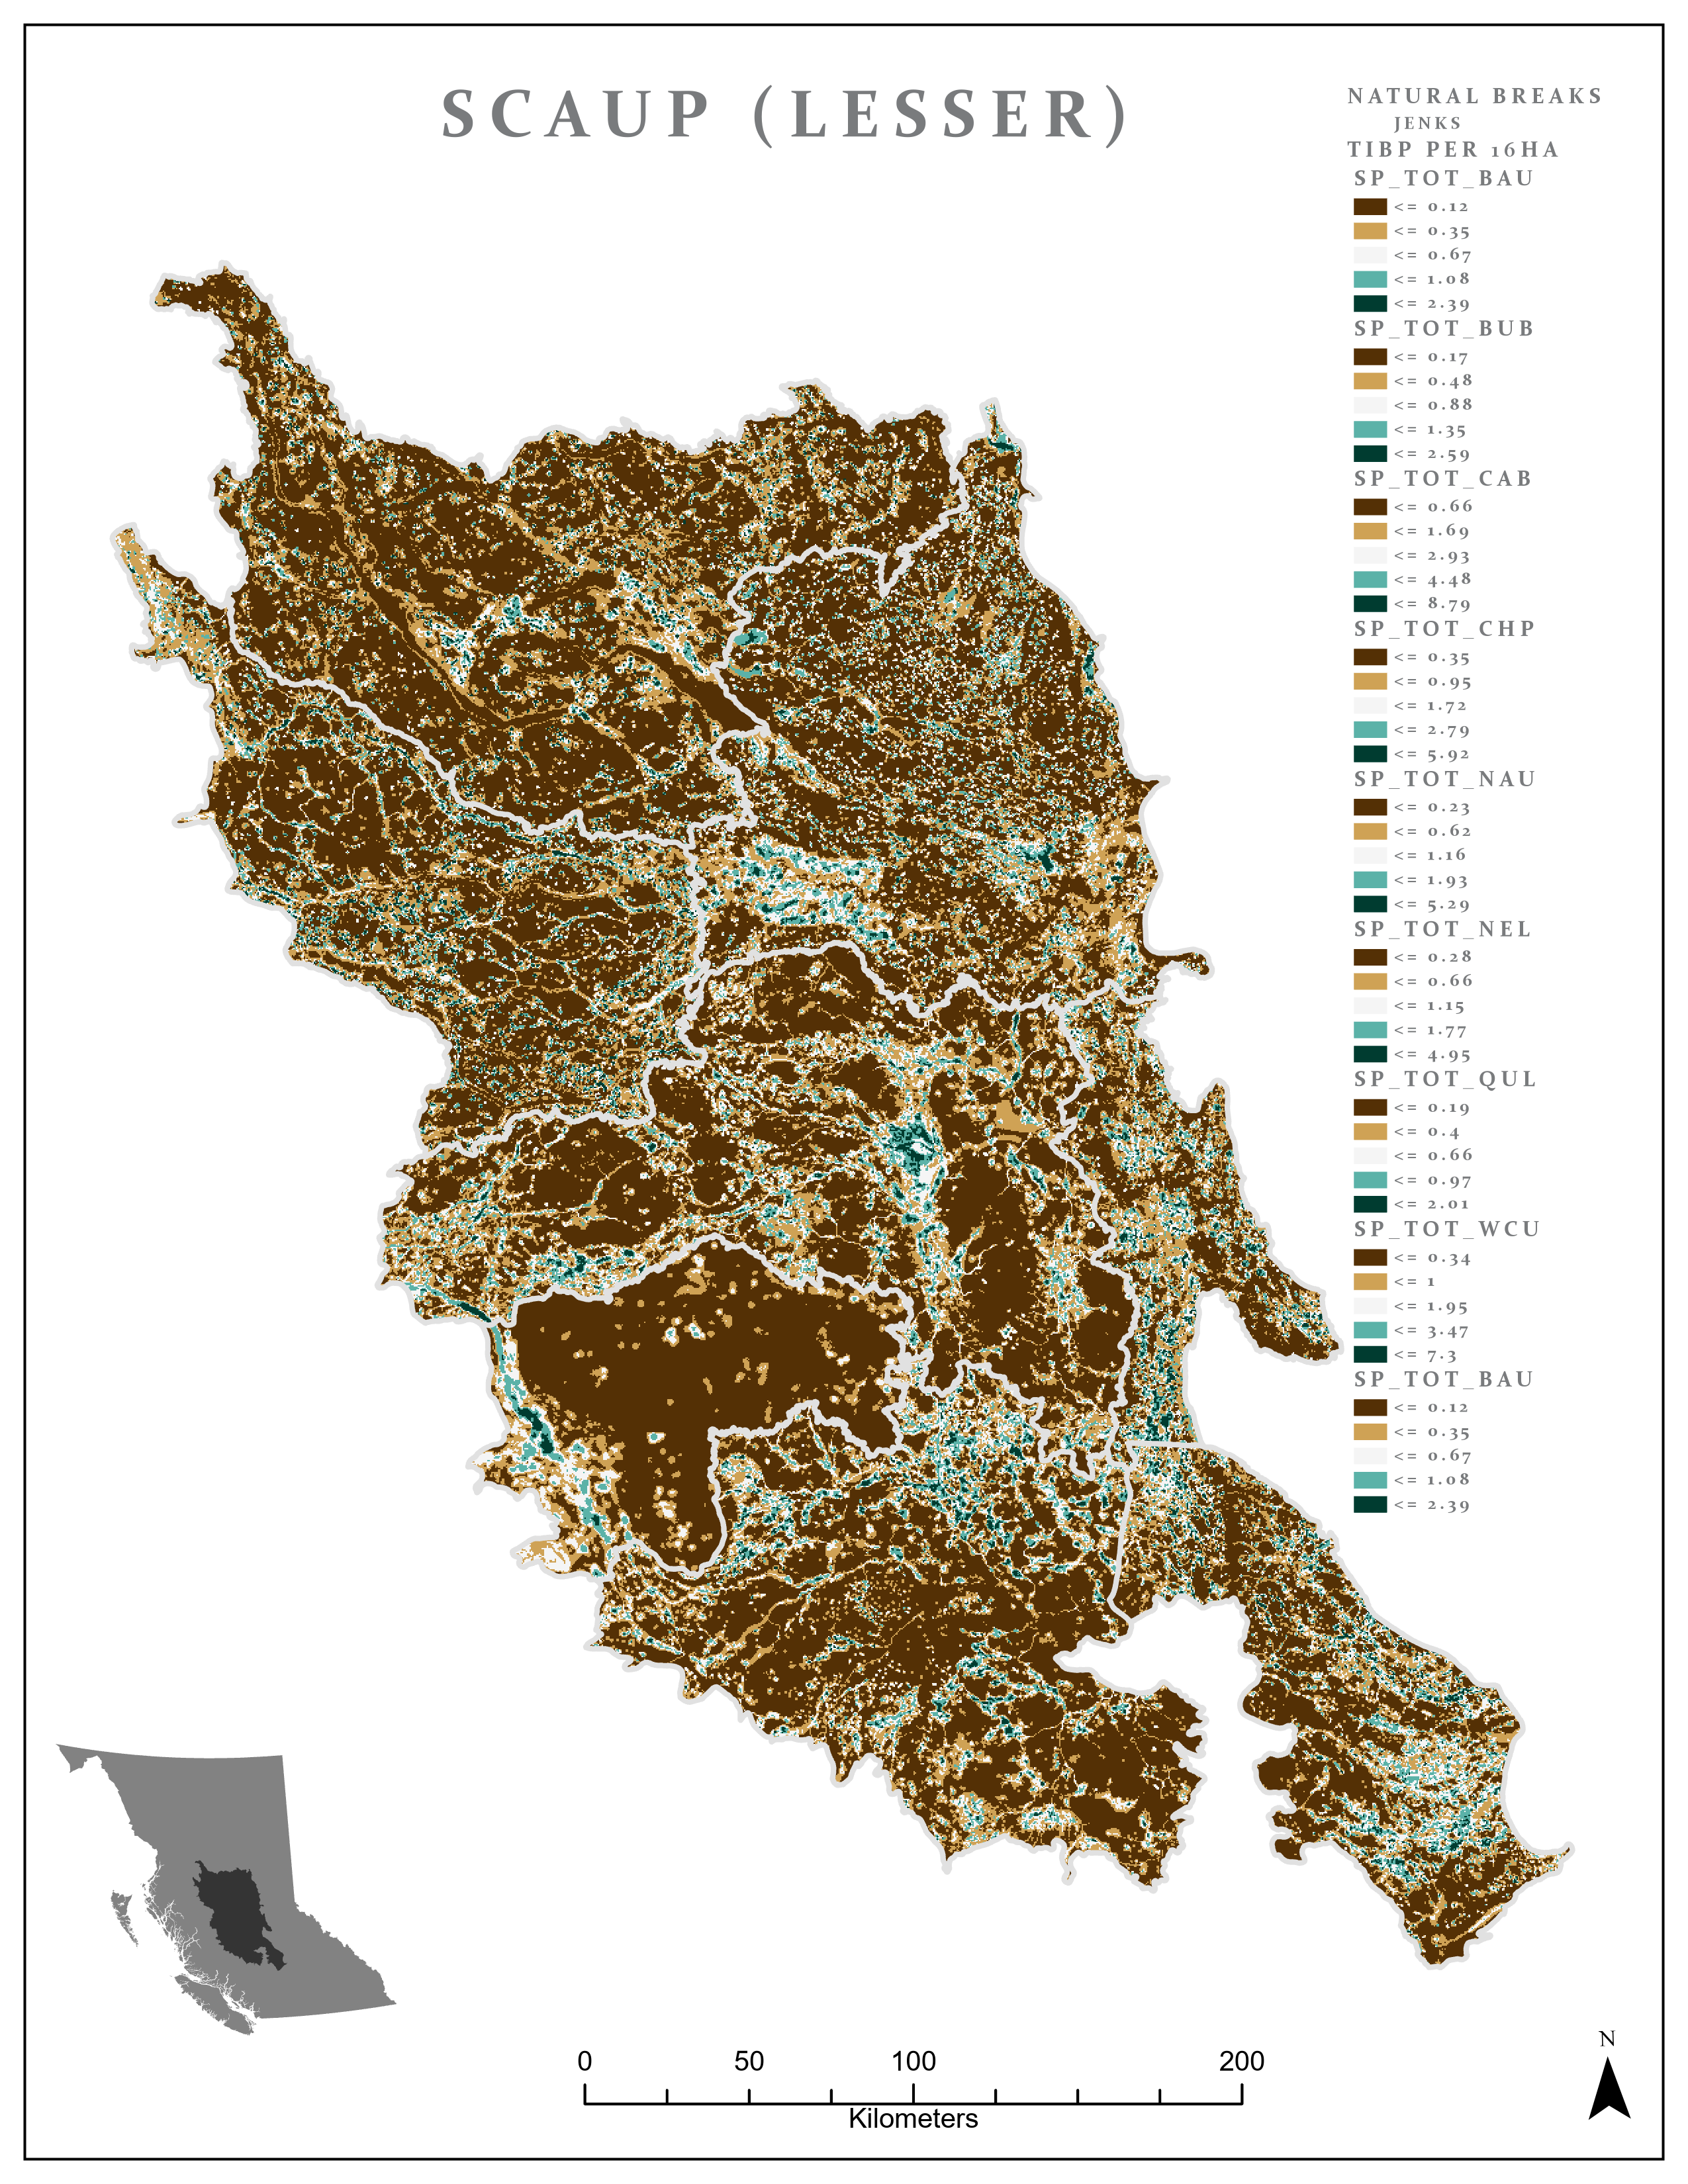 SCAUP (LESSER)
NATURAL BREAKS
JENKS
TIBP PER 16HA
SP_TOT_BAU
<= 0.12
<= 0.35
<= 0.67
<= 1.08
<= 2.39
SP_TOT_BUB
<= 0.17
<= 0.48
<= 0.88
<= 1.35
<= 2.59
SP_TOT_CAB
<= 0.66
<= 1.69
<= 2.93
<= 4.48
<= 8.79
SP_TOT_CHP
<= 0.35
<= 0.95
<= 1.72
<= 2.79
<= 5.92
SP_TOT_NAU
<= 0.23
<= 0.62
<= 1.16
<= 1.93
<= 5.29
SP_TOT_NEL
<= 0.28
<= 0.66
<= 1.15
<= 1.77
<= 4.95
SP_TOT_QUL
<= 0.19
<= 0.4
<= 0.66
<= 0.97
<= 2.01
SP_TOT_WCU
<= 0.34
<= 1
<= 1.95
<= 3.47
<= 7.3
SP_TOT_BAU
<= 0.12
<= 0.35
<= 0.67
<= 1.08
<= 2.39
N
0 50 100 200
Kilometers